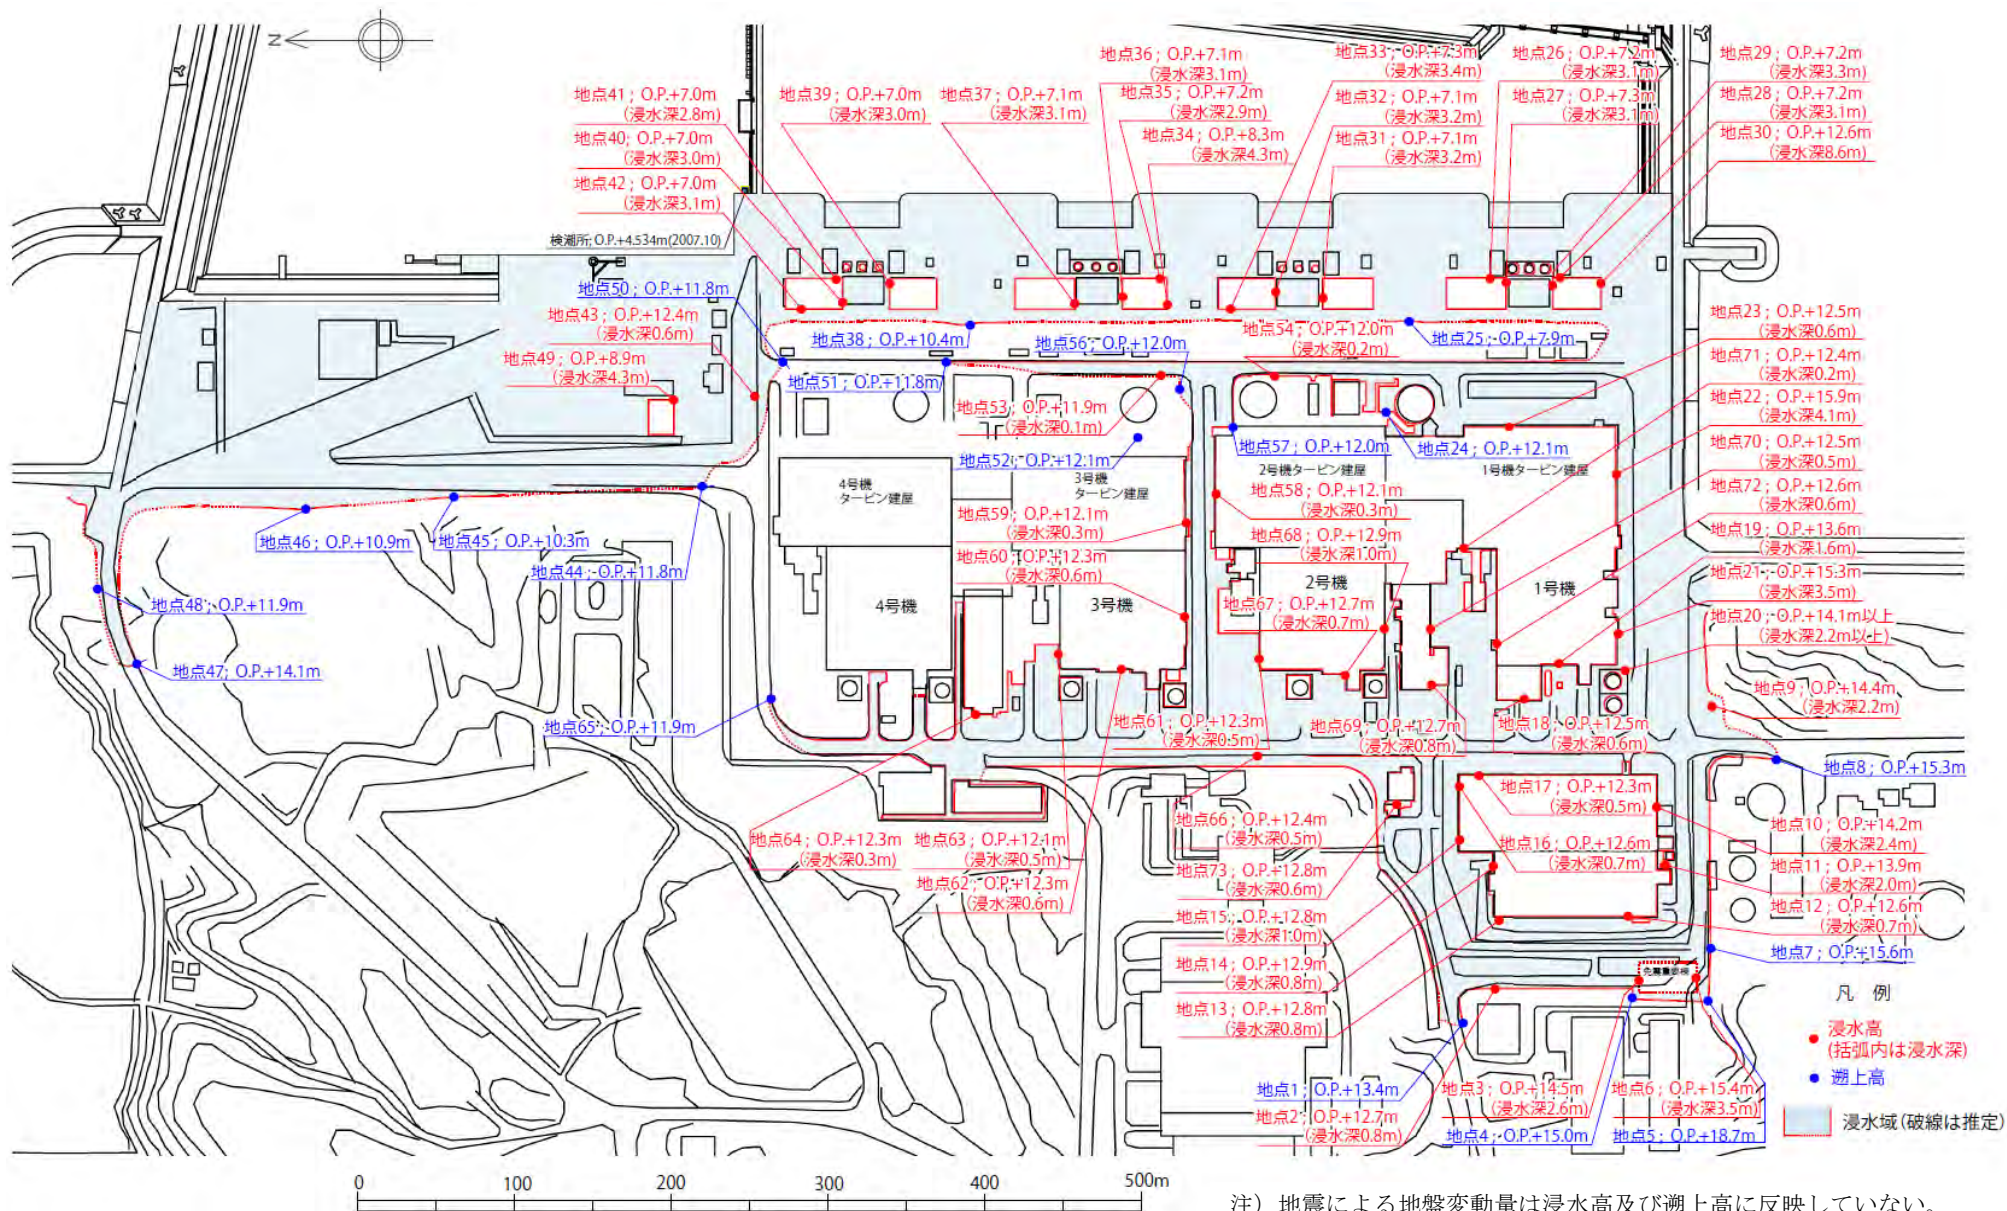 N
地点41；O.P.+7.0m
(浸水深2.8m)
地点40；O.P.+7.0m
(浸水深3.0m)
地点42；O.P.+7.0m
(浸水深3.1m)
検潮所；O.P.+4.534m(2007.10)
地点39；O.P.+7.0m
(浸水深3.0m)
地点37；O.P.+7.1m
(浸水深3.1m)
地点36；O.P.+7.1m
(浸水深3.1m)
地点35；O.P.+7.2m
(浸水深2.9m)
地点34；O.P.+8.3m
(浸水深4.3m)
地点33；O.P.+7.3m
(浸水深3.4m)
地点32；O.P.+7.1m
(浸水深3.2m)
地点31；O.P.+7.1m
(浸水深3.2m)
地点26；O.P.+7.2m
(浸水深3.1m)
地点27；O.P.+7.3m
(浸水深3.1m)
地点29；O.P.+7.2m
(浸水深3.3m)
地点28；O.P.+7.2m
(浸水深3.1m)
地点30；O.P.+12.6m
(浸水深8.6m)
地点50；O.P.+11.8m
地点43；O.P.+12.4m
(浸水深0.6m)
地点49；O.P.+8.9m
(浸水深4.3m)
地点38；O.P.+10.4m
地点51；O.P.+11.8m
地点56；O.P.+12.0m
地点54；O.P.+12.0m
(浸水深0.2m)
地点25；O.P.+7.9m
地点53；O.P.+11.9m
(浸水深0.1m)
地点52；O.P.+12.1m
地点57；O.P.+12.0m
地点24；O.P.+12.1m
地点23；O.P.+12.5m
(浸水深0.6m)
地点71；O.P.+12.4m
(浸水深0.2m)
地点22；O.P.+15.9m
(浸水深4.1m)
地点70；O.P.+12.5m
(浸水深0.5m)
地点72；O.P.+12.6m
(浸水深0.6m)
地点19；O.P.+13.6m
(浸水深1.6m)
地点21；O.P.+15.3m
(浸水深3.5m)
地点20；O.P.+14.1m以上
(浸水深2.2m以上)
地点9；O.P.+14.4m
(浸水深2.2m)
地点8；O.P.+15.3m
4号機
タービン建屋
3号機
タービン建屋
2号機タービン建屋
1号機タービン建屋
地点58；O.P.+12.1m
(浸水深0.3m)
地点59；O.P.+12.1m
(浸水深0.3m)
地点68；O.P.+12.9m
(浸水深1.0m)
地点60；O.P.+12.3m
(浸水深0.6m)
地点67；O.P.+12.7m
(浸水深0.7m)
4号機
3号機
2号機
1号機
地点46；O.P.+10.9m
地点45；O.P.+10.3m
地点44；O.P.+11.8m
地点48；O.P.+11.9m
地点47；O.P.+14.1m
地点65；O.P.+11.9m
地点61；O.P.+12.3m
(浸水深0.5m)
地点69；O.P.+12.7m
(浸水深0.8m)
地点18；O.P.+12.5m
(浸水深0.6m)
地点17；O.P.+12.3m
(浸水深0.5m)
地点16；O.P.+12.6m
(浸水深0.7m)
地点64；O.P.+12.3m
(浸水深0.3m)
地点63；O.P.+12.1m
(浸水深0.5m)
地点62；O.P.+12.3m
(浸水深0.6m)
地点66；O.P.+12.4m
(浸水深0.5m)
地点73；O.P.+12.8m
(浸水深0.6m)
地点15；O.P.+12.8m
(浸水深1.0m)
地点14；O.P.+12.9m
(浸水深0.8m)
地点13；O.P.+12.8m
(浸水深0.8m)
地点10；O.P.+14.2m
(浸水深2.4m)
地点11；O.P.+13.9m
(浸水深2.0m)
地点12；O.P.+12.6m
(浸水深0.7m)
地点7；O.P.+15.6m
免震重要棟
地点1；O.P.+13.4m
地点2；O.P.+12.7m
(浸水深0.8m)
地点3；O.P.+14.5m
(浸水深2.6m)
地点4；O.P.+15.0m
地点6；O.P.+15.4m
(浸水深3.5m)
地点5；O.P.+18.7m
凡 例
浸水高
(括弧内は浸水深)
遡上高
浸水域(破線は推定)
0 100 200 300 400 500m
注）地震による地盤変動量は浸水高及び遡上高に反映していない。